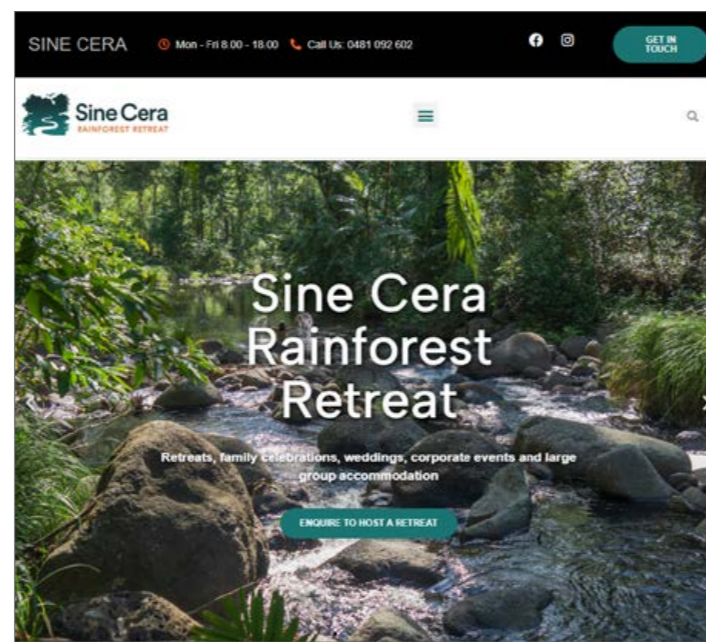 SINE CERA
Mon - Fri 8.00 - 18.00
Call Us: 0481 092 602
GET IN
TOUCH
Sine Cera
RAINFOREST RETREAT
Sine Cera
Rainforest
Retreat
Retreats, family celebrations, weddings, corporate events and large
group accommodation
ENQUIRE TO HOST A RETREAT